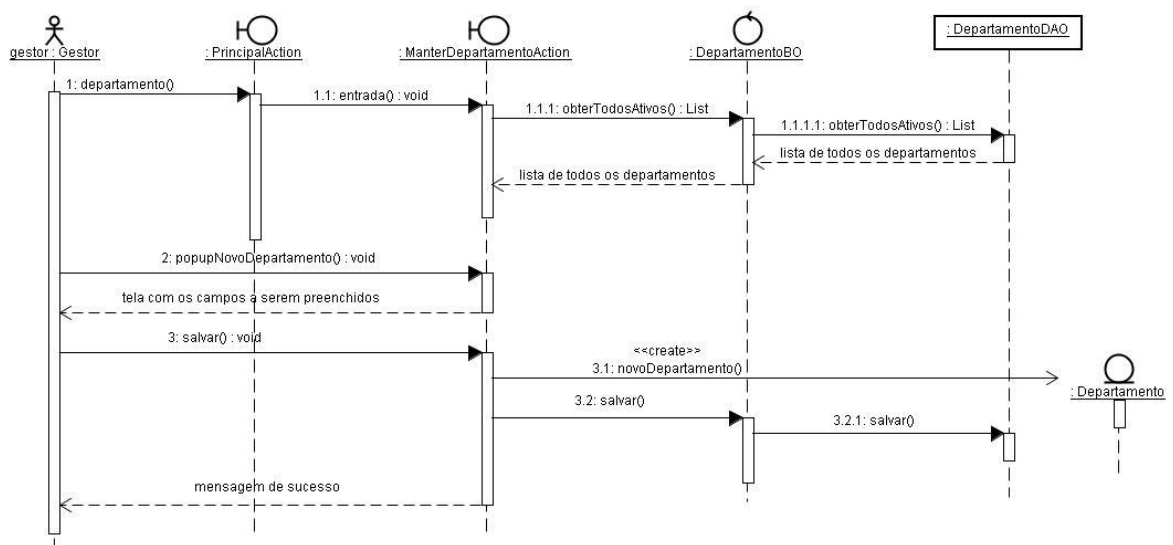 gestor : Gestor
: PrincipalAction
: ManterDepartamentoAction
: DepartamentoBO
: DepartamentoDAO
1: departamento()
1.1: entrada() : void
1.1.1: obterTodosAtivos() : List
1.1.1.1: obterTodosAtivos() : List
lista de todos os departamentos
lista de todos os departamentos
2: popupNovoDepartamento() : void
tela com os campos a serem preenchidos
3: salvar() : void
<<create>>
3.1: novoDepartamento()
: Departamento
3.2: salvar()
3.2.1: salvar()
mensagem de sucesso